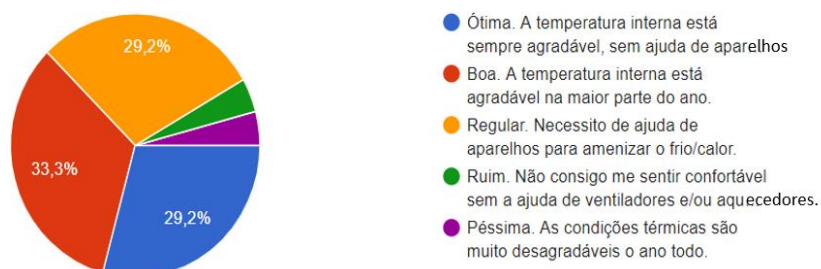 29,2%
33,3%
29,2%
Ótima. A temperatura interna está
sempre agradável, sem ajuda de aparelhos
Boa. A temperatura interna está
agradável na maior parte do ano.
Regular. Necessito de ajuda de
aparelhos para amenizar o frio/calor.
Ruim. Não consigo me sentir confortável
sem a ajuda de ventiladores e/ou aquecedores.
Péssima. As condições térmicas são
muito desagradáveis o ano todo.